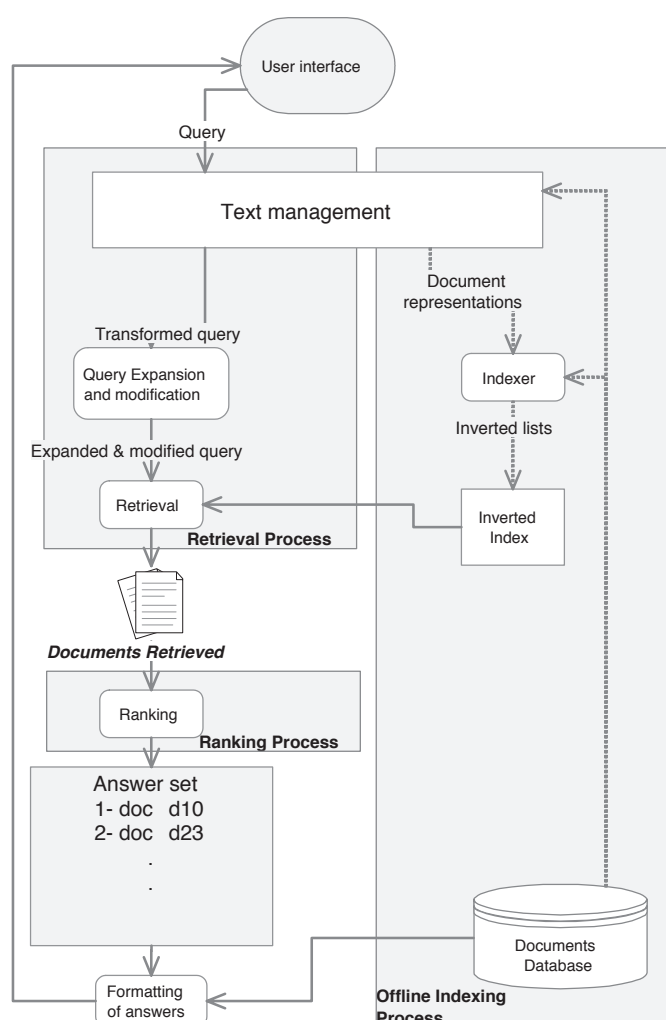 User interface
Query
Text management
Document
representations
Transformed query
Query Expansion
and modification
Indexer
Inverted lists
Expanded & modified query
Retrieval
Inverted
Index
Retrieval Process
Documents Retrieved
Ranking
Ranking Process
Answer set
1- doc d10
2- doc d23
.
.
Documents
Database
Formatting
of answers
Offline Indexing
Process